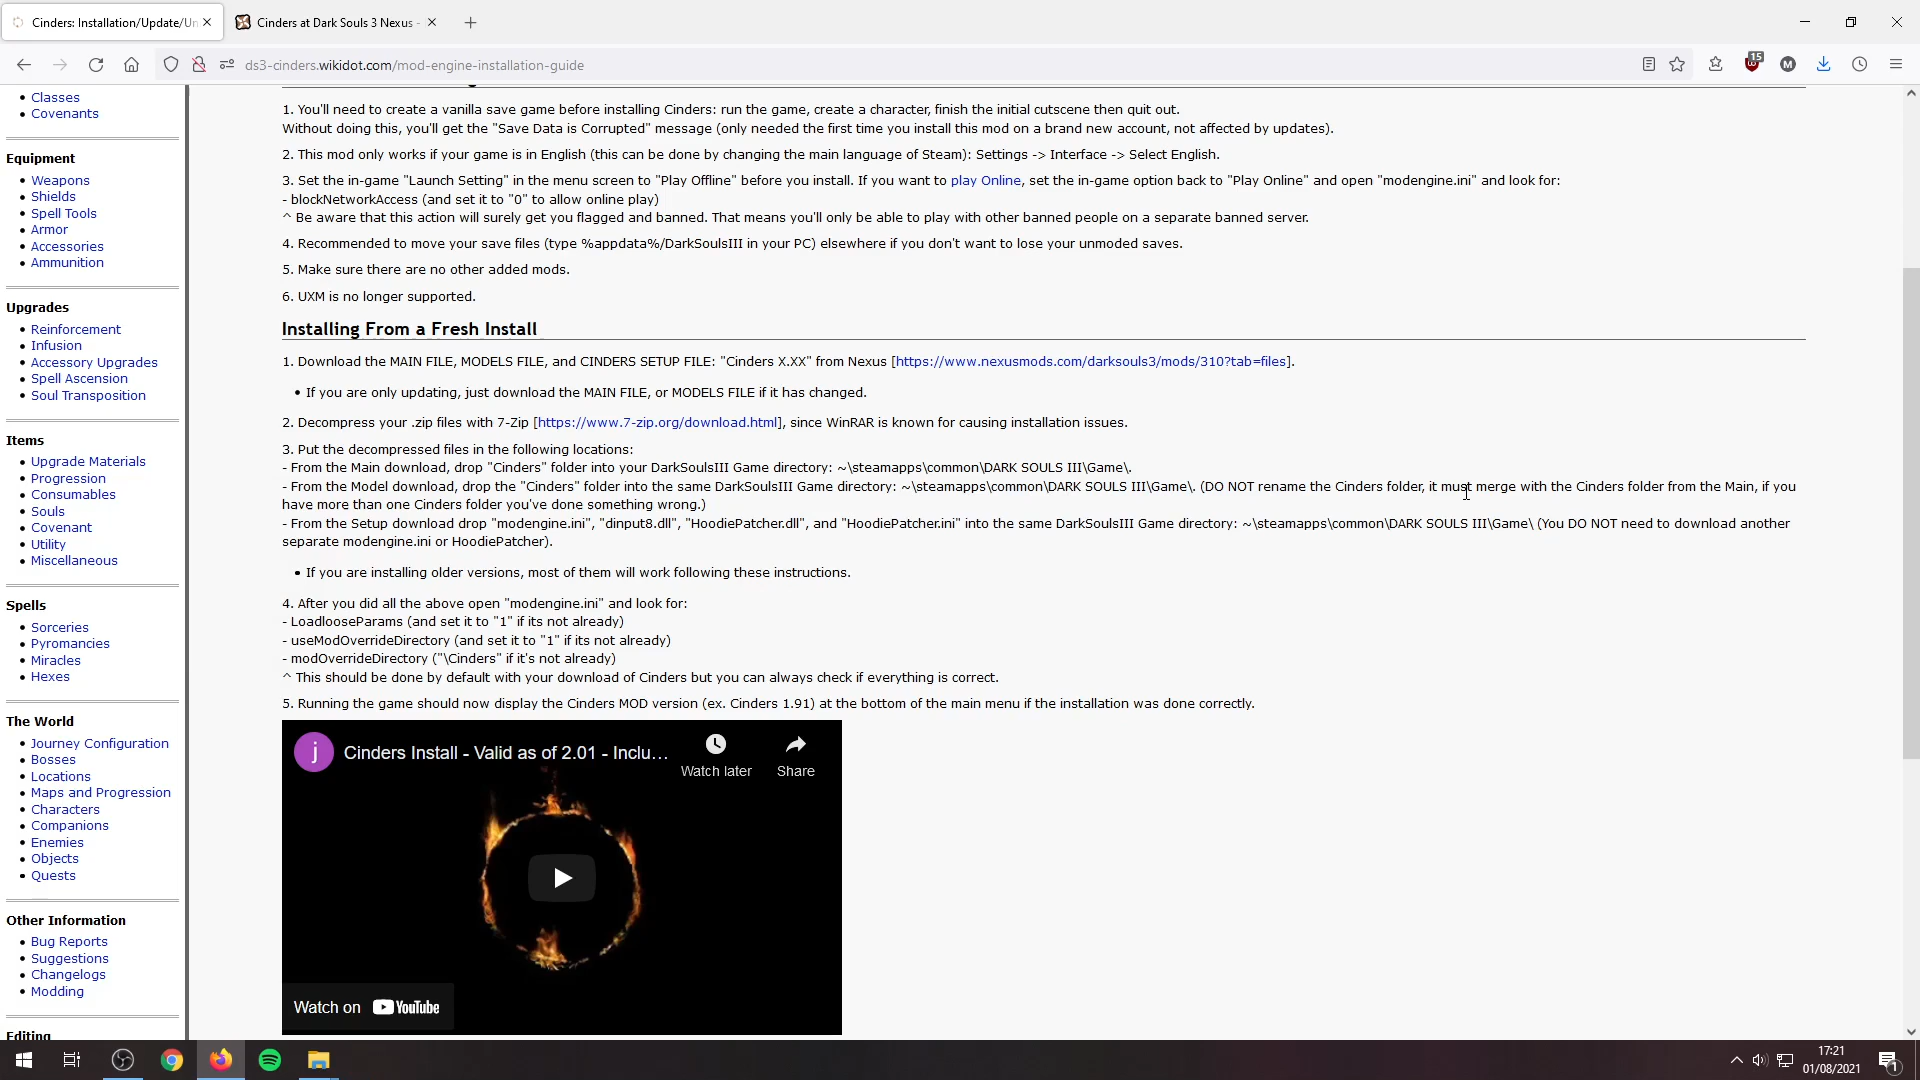 Cinders: Installation/Update/Un
Cinders at Dark Souls 3 Nexus -
ds3-cinders.wikidot.com/mod-engine-installation-guide
15
M
Classes
Covenants
Equipment
Weapons
Shields
Spell Tools
Armor
Accessories
Ammunition
Upgrades
Reinforcement
Infusion
Accessory Upgrades
Spell Ascension
Soul Transposition
Items
Upgrade Materials
Progression
Consumables
Souls
Covenant
Utility
Miscellaneous
Spells
Sorceries
Pyromancies
Miracles
Hexes
The World
Journey Configuration
Bosses
Locations
Maps and Progression
Characters
Companions
Enemies
Objects
Quests
Other Information
Bug Reports
Suggestions
Changelogs
Modding
Editing
1. You'll need to create a vanilla save game before installing Cinders: run the game, create a character, finish the initial cutscene then quit out.
Without doing this, you'll get the "Save Data is Corrupted" message (only needed the first time you install this mod on a brand new account, not affected by updates).
2. This mod only works if your game is in English (this can be done by changing the main language of Steam): Settings -> Interface -> Select English.
3. Set the in-game "Launch Setting" in the menu screen to "Play Offline" before you install. If you want to play Online, set the in-game option back to "Play Online" and open "modengine.ini" and look for:
- blockNetworkAccess (and set it to "0" to allow online play)
^ Be aware that this action will surely get you flagged and banned. That means you'll only be able to play with other banned people on a separate banned server.
4. Recommended to move your save files (type %appdata%/DarkSoulsIII in your PC) elsewhere if you don't want to lose your unmoded saves.
5. Make sure there are no other added mods.
6. UXM is no longer supported.
Installing From a Fresh Install
1. Download the MAIN FILE, MODELS FILE, and CINDERS SETUP FILE: "Cinders X.XX" from Nexus [https://www.nexusmods.com/darksouls3/mods/310?tab=files].
• If you are only updating, just download the MAIN FILE, or MODELS FILE if it has changed.
2. Decompress your .zip files with 7-Zip [https://www.7-zip.org/download.html], since WinRAR is known for causing installation issues.
3. Put the decompressed files in the following locations:
- From the Main download, drop "Cinders" folder into your DarkSoulsIII Game directory: ~\steamapps\common\DARK SOULS III\Game\.
- From the Model download, drop the "Cinders" folder into the same DarkSoulsIII Game directory: ~\steamapps\common\DARK SOULS III\Game\. (DO NOT rename the Cinders folder, it must merge with the Cinders folder from the Main, if you
have more than one Cinders folder you've done something wrong.)
- From the Setup download drop "modengine.ini", "dinput8.dll", "HoodiePatcher.dll", and "HoodiePatcher.ini" into the same DarkSoulsIII Game directory: ~\steamapps\common\DARK SOULS III\Game\ (You DO NOT need to download another
separate modengine.ini or HoodiePatcher).
• If you are installing older versions, most of them will work following these instructions.
4. After you did all the above open "modengine.ini" and look for:
- LoadlooseParams (and set it to "1" if its not already)
- useModOverrideDirectory (and set it to "1" if its not already)
- modOverrideDirectory ("\Cinders" if it's not already)
^ This should be done by default with your download of Cinders but you can always check if everything is correct.
5. Running the game should now display the Cinders MOD version (ex. Cinders 1.91) at the bottom of the main menu if the installation was done correctly.
j
Cinders Install - Valid as of 2.01 - Inclu...
Watch later
Share
Watch on YouTube
17:21
01/08/2021
1